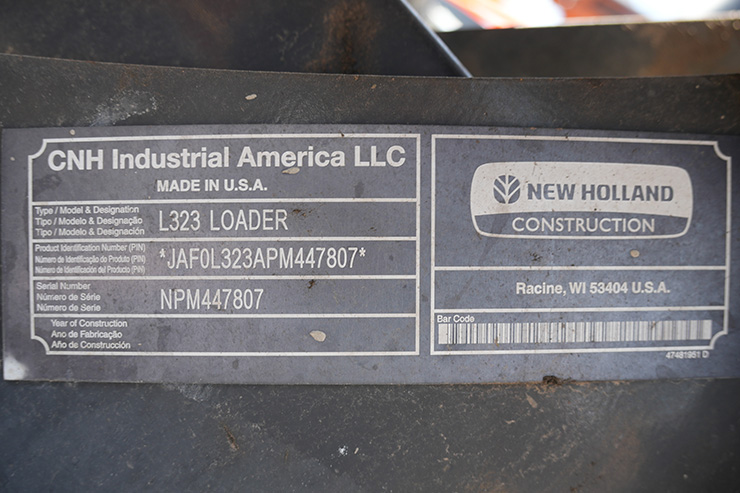 CNH Industrial America LLC
MADE IN U.S.A.
Type / Model & Designation
Tipo / Modelo & Designação
Tipo / Modelo & Designación
L323 LOADER
Product Identification Number (PIN)
Número de Identificação do Produto (PIN)
Número de Identificación del Producto (PIN)
*JAF0L323APM447807*
Serial Number
Número de Série
Número de Serie
NPM447807
Year of Construction
Ano de Fabricação
Año de Construcción
NEW HOLLAND
CONSTRUCTION
Racine, WI 53404 U.S.A.
Bar Code
47481951 D